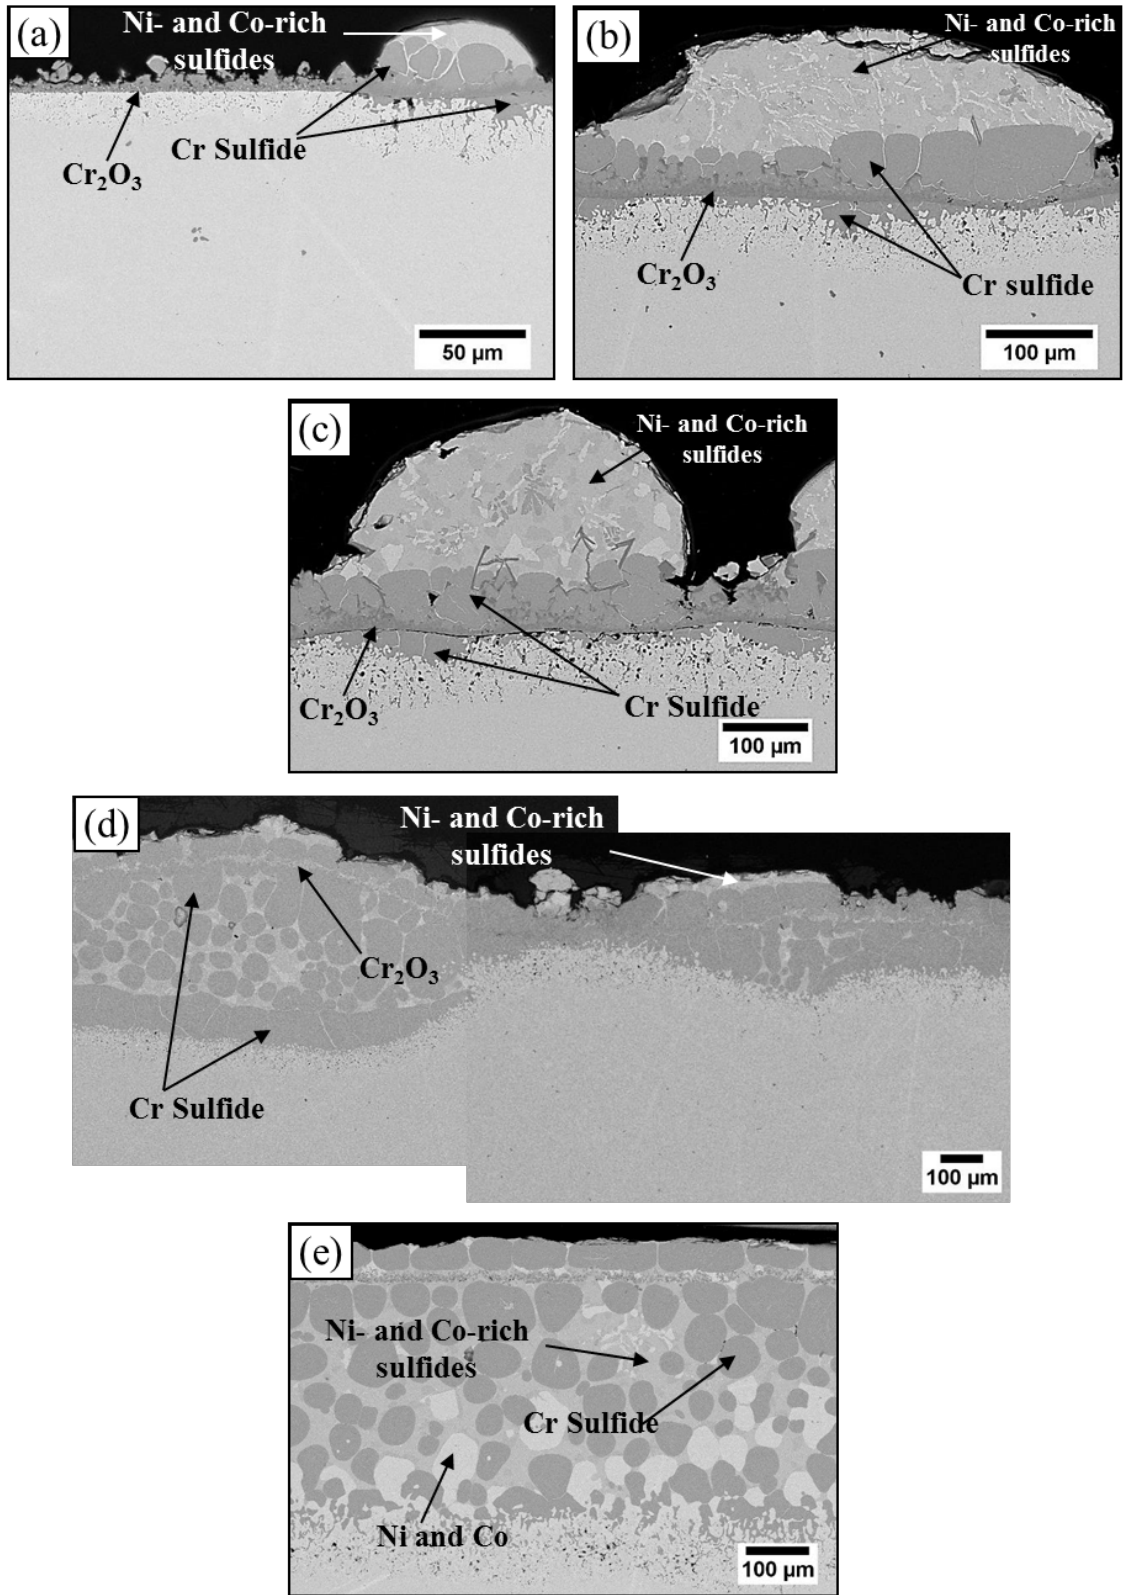 (a)
Ni- and Co-rich
sulfides
Cr Sulfide
Cr₂O₃
50 µm
(b)
Ni- and Co-rich
sulfides
Cr₂O₃
Cr sulfide
100 µm
(c)
Ni- and Co-rich
sulfides
Cr₂O₃
Cr Sulfide
100 µm
(d)
Ni- and Co-rich
sulfides
Cr₂O₃
Cr Sulfide
100 µm
(e)
Ni- and Co-rich
sulfides
Cr Sulfide
Ni and Co
100 µm